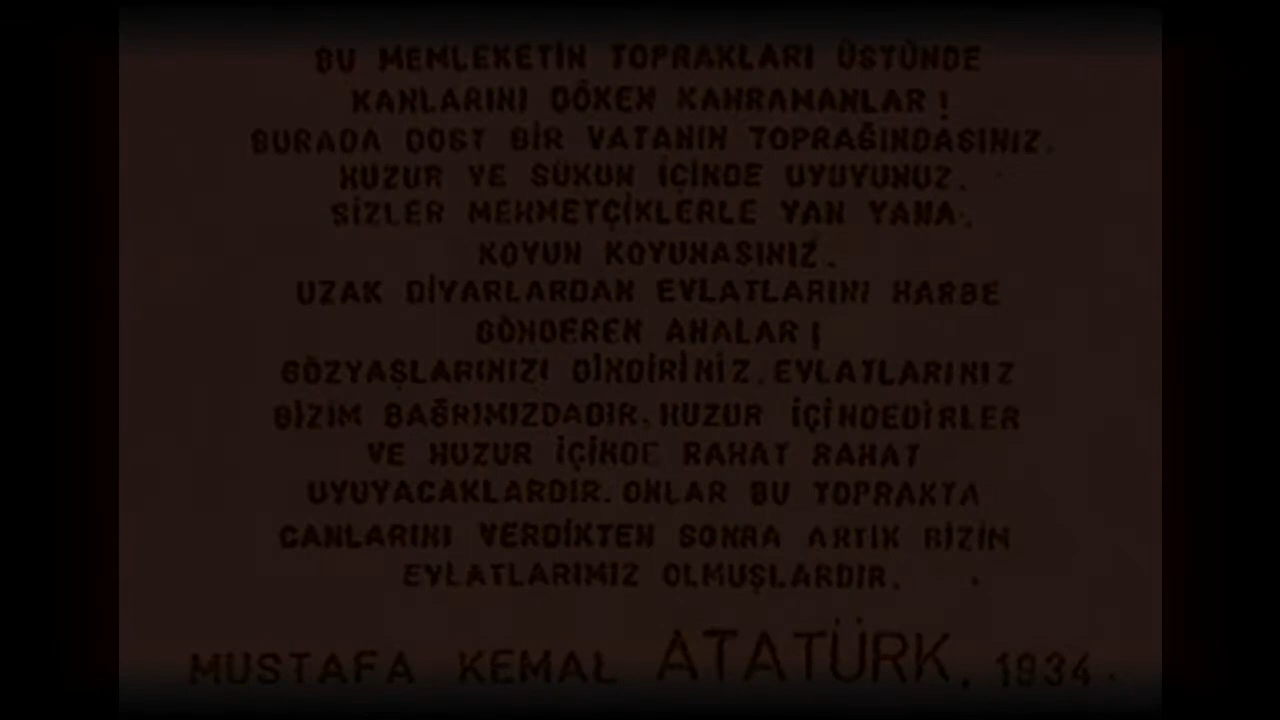 BU MEMLEKETİN TOPRAKLARI ÜSTÜNDE
KANLARINI DÖKEN KAHRAMANLAR!
BURADA DOST BİR VATANIN TOPRAĞINDASINIZ.
HUZUR VE SÜKUN İÇİNDE UYUYUNUZ.
SİZLER MEHMETÇİKLERLE YAN YANA,
KOYUN KOYUNASINIZ.
UZAK DİYARLARDAN EVLATLARINI HARBE
GÖNDEREN ANALAR!
GÖZYAŞLARINIZI DİNDİRİNİZ. EVLATLARINIZ
BİZİM BAĞRIMIZDADIR. HUZUR İÇİNDEDİRLER
VE HUZUR İÇİNDE RAHAT RAHAT
UYUYACAKLARDIR. ONLAR BU TOPRAKTA
CANLARINI VERDİKTEN SONRA ARTIK BİZİM
EVLATLARIMIZ OLMUŞLARDIR.
MUSTAFA KEMAL ATATÜRK, 1934.